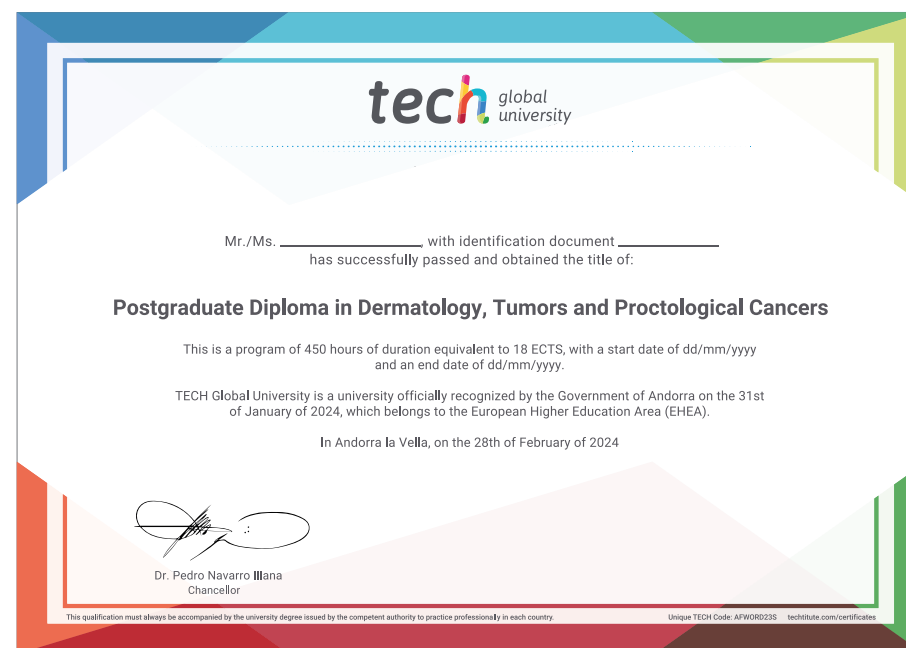 tech global
university
Mr./Ms. ____________, with identification document ____________
has successfully passed and obtained the title of:
Postgraduate Diploma in Dermatology, Tumors and Proctological Cancers
This is a program of 450 hours of duration equivalent to 18 ECTS, with a start date of dd/mm/yyyy
and an end date of dd/mm/yyyy.
TECH Global University is a university officially recognized by the Government of Andorra on the 31st
of January of 2024, which belongs to the European Higher Education Area (EHEA).
In Andorra la Vella, on the 28th of February of 2024
Dr. Pedro Navarro Illana
Chancellor
This qualification must always be accompanied by the university degree issued by the competent authority to practice professionally in each country.
Unique TECH Code: AFWORD23S techtitute.com/certificates